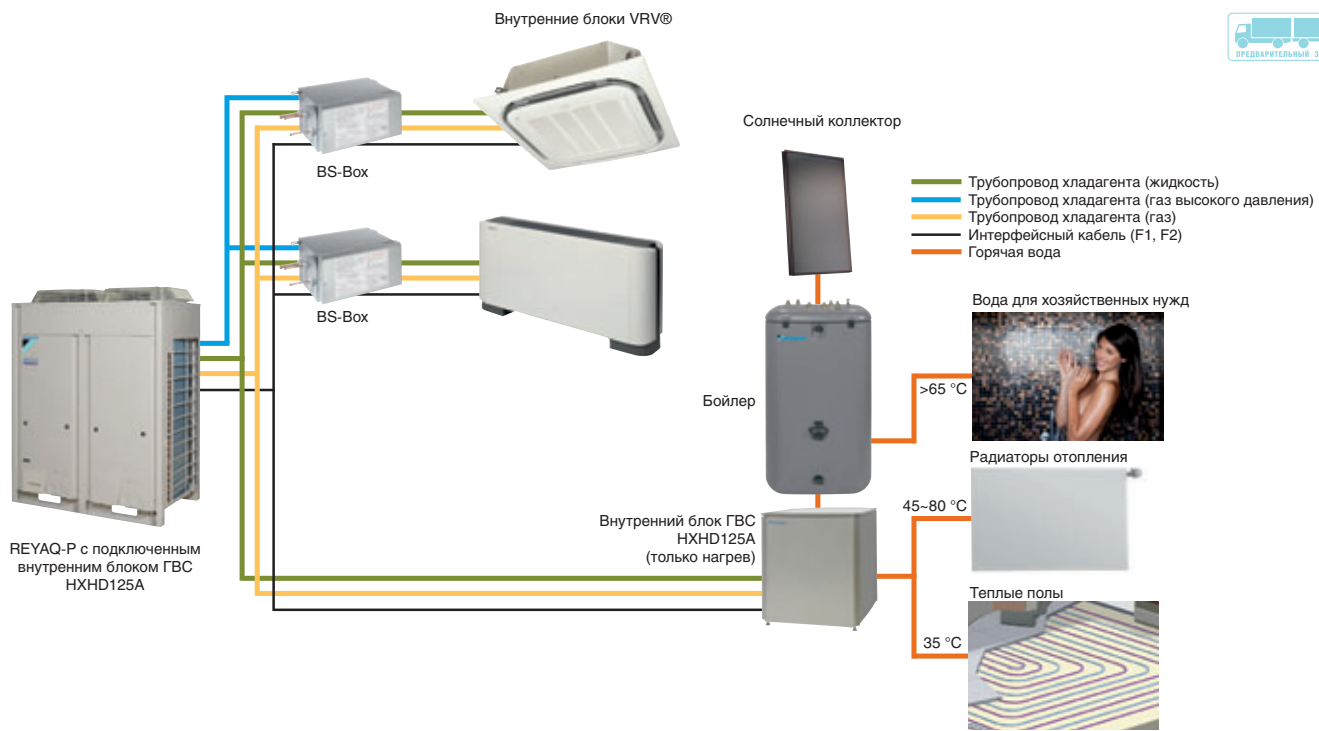 Внутренние блоки VRV®
ПРЕДВАРИТЕЛЬНЫЙ
BS-Box
Солнечный коллектор
Трубопровод хладагента (жидкость)
Трубопровод хладагента (газ высокого давления)
Трубопровод хладагента (газ)
Интерфейсный кабель (F1, F2)
Горячая вода
BS-Box
Вода для хозяйственных нужд
>65 °C
Бойлер
Радиаторы отопления
45~80 °C
Внутренний блок ГВС
HXHD125A
(только нагрев)
REYAQ-P с подключенным
внутренним блоком ГВС
HXHD125A
Теплые полы
35 °C